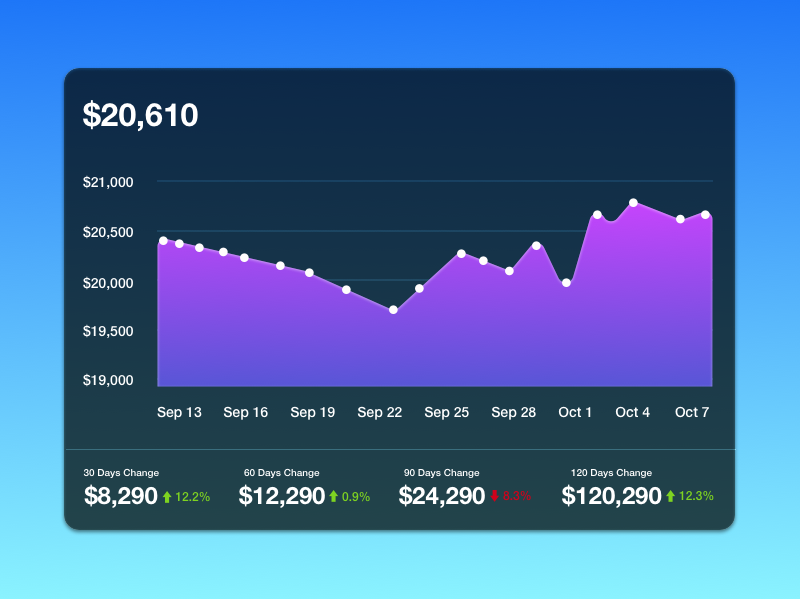 $20,610
$21,000
$20,500
$20,000
$19,500
$19,000
Sep 13 Sep 16 Sep 19 Sep 22 Sep 25 Sep 28 Oct 1 Oct 4 Oct 7
30 Days Change 60 Days Change 90 Days Change 120 Days Change
$8,290 12.2% $12,290 0.9% $24,290 8.3% $120,290 12.3%